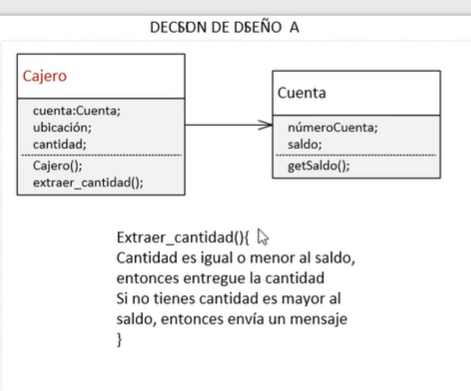 DECSDN DE DSEÑO A
Cajero
cuenta:Cuenta;
ubicación;
cantidad;
Cajero();
extraer_cantidad();
Cuenta
númeroCuenta;
saldo;
getSaldo();
Extraer_cantidad(){
Cantidad es igual o menor al saldo,
entonces entregue la cantidad
Si no tienes cantidad es mayor al
saldo, entonces envía un mensaje
}